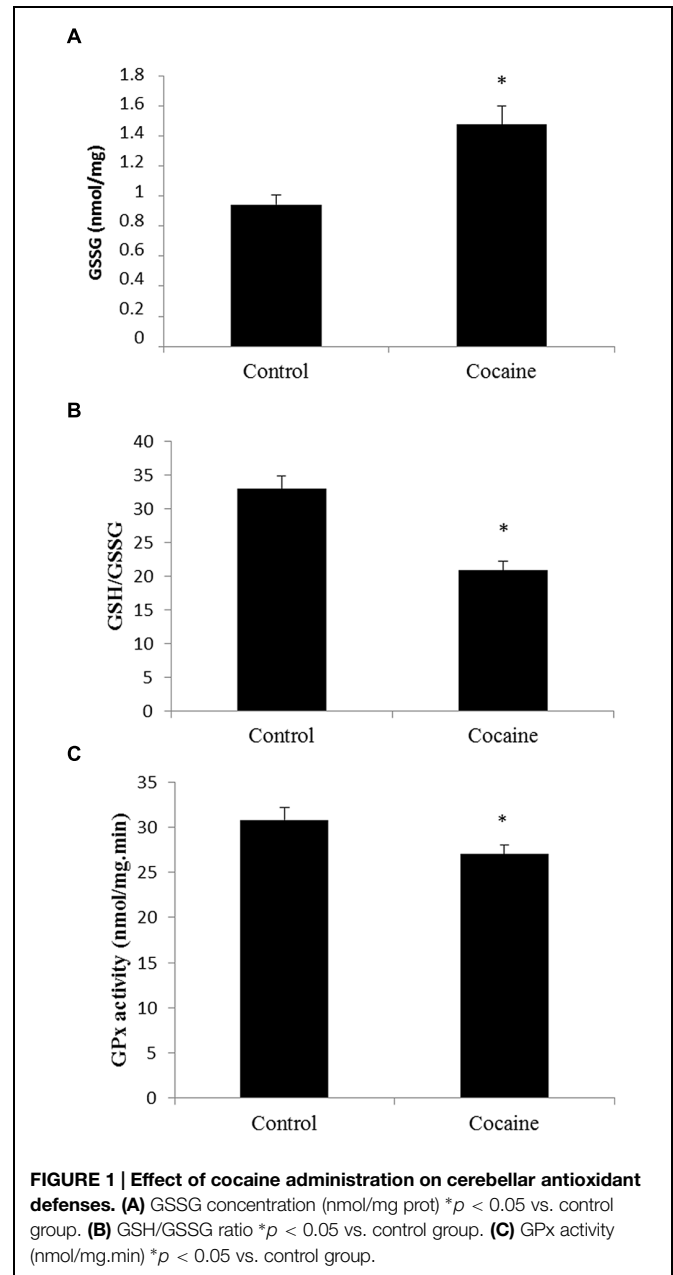 A
1.8
*
1.6
1.4
1.2
1
0.8
0.6
0.4
0.2
0
GSSG (nmol/mg)
Control Cocaine
B
40
35
30
*
25
20
15
10
5
0
GSH/GSSG
Control Cocaine
C
35
30
*
25
20
15
10
5
0
GPx activity (nmol/mg.min)
Control Cocaine
FIGURE 1 | Effect of cocaine administration on cerebellar antioxidant
defenses. (A) GSSG concentration (nmol/mg prot) *p < 0.05 vs. control
group. (B) GSH/GSSG ratio *p < 0.05 vs. control group. (C) GPx activity
(nmol/mg.min) *p < 0.05 vs. control group.